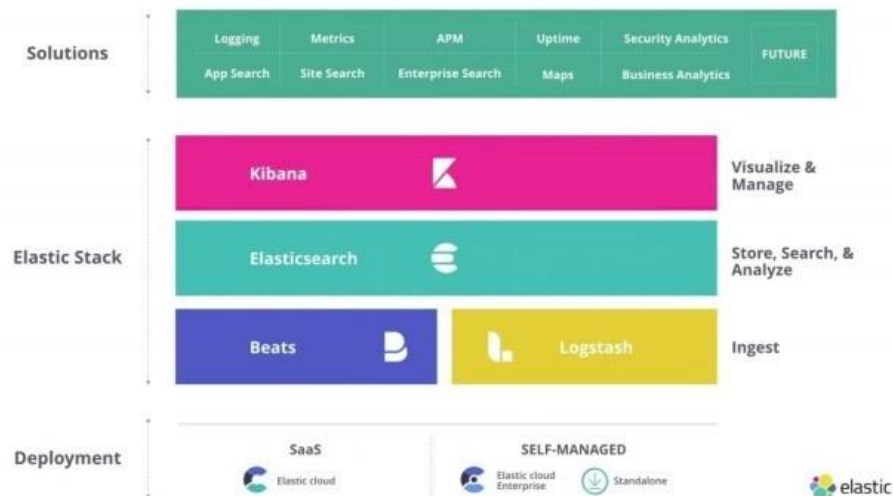 Solutions
Logging Metrics APM Uptime Security Analytics
FUTURE
App Search Site Search Enterprise Search Maps Business Analytics
Elastic Stack
Kibana
Visualize &
Manage
Elasticsearch
Store, Search, &
Analyze
Beats
Logstash
Ingest
Deployment
SaaS
Elastic cloud
SELF-MANAGED
Elastic cloud
Enterprise
Standalone
elastic